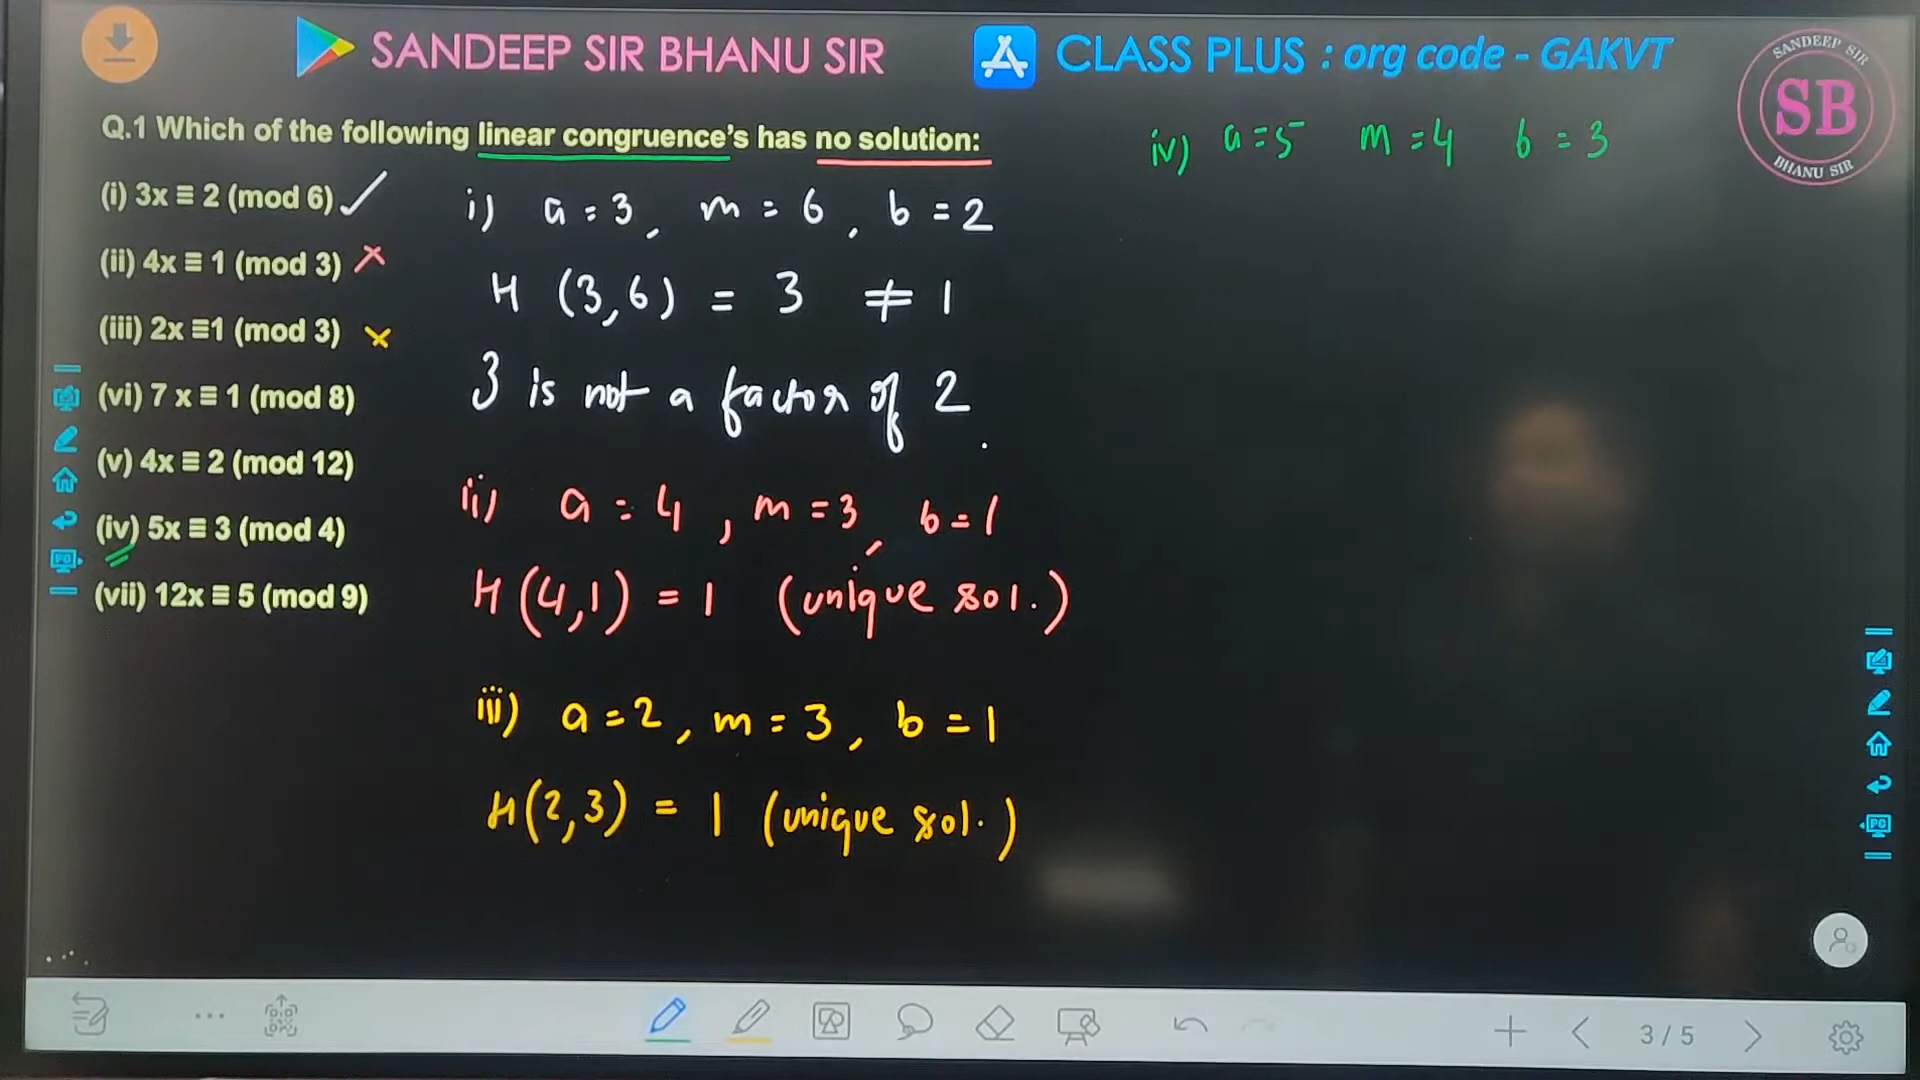 SANDEEP SIR BHANU SIR
CLASS PLUS : org code - GAKVT
SANDEEP SIR
SB
BHANU SIR
Q.1 Which of the following linear congruence's has no solution:
(i) 3x ≡ 2 (mod 6) ✓
(ii) 4x ≡ 1 (mod 3) ×
(iii) 2x ≡1 (mod 3) ×
(vi) 7 x ≡ 1 (mod 8)
(v) 4x ≡ 2 (mod 12)
(iv) 5x ≡ 3 (mod 4)
(vii) 12x ≡ 5 (mod 9)
i) a = 3, m = 6, b = 2
H (3,6) = 3 ≠ 1
3 is not a factor of 2.
ii) a = 4, m = 3, b = 1
H (4,1) = 1 (unique sol.)
iii) a = 2, m = 3, b = 1
H(2,3) = 1 (unique sol.)
iv) a = 5 m = 4 b = 3
PG
PG
3 / 5